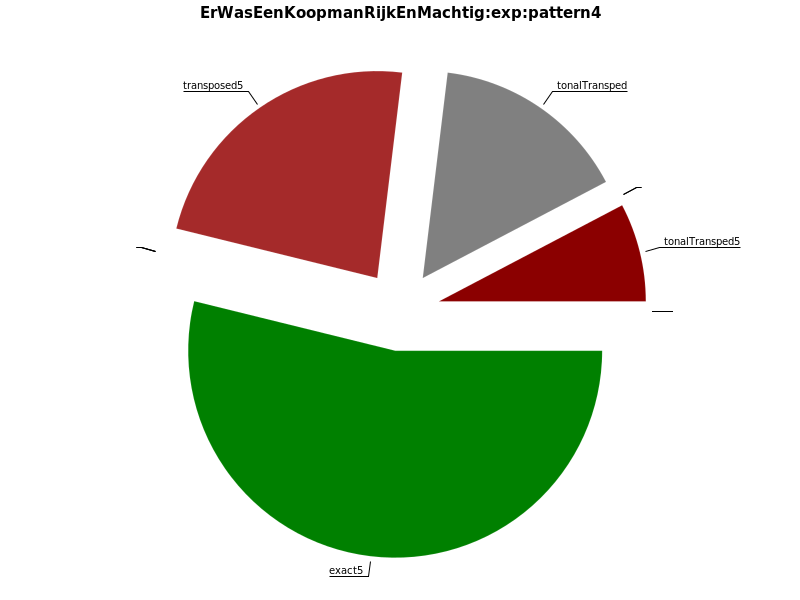 ErWasEenKoopmanRijkEnMachtig:exp:pattern4
transposed5
tonalTransped
tonalTransped5
exact5